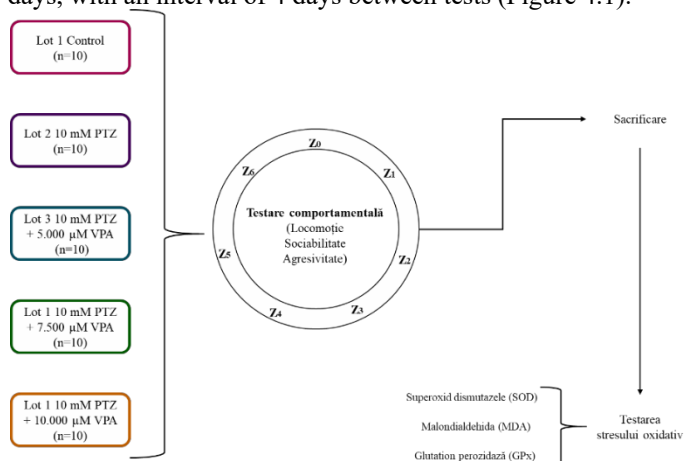 days, with an interval of 4 days between tests (Figure 4.1).
Lot 1 Control
(n=10)
Lot 2 10 mM PTZ
(n=10)
Lot 3 10 mM PTZ
+ 5.000 µM VPA
(n=10)
Lot 1 10 mM PTZ
+ 7.500 µM VPA
(n=10)
Lot 1 10 mM PTZ
+ 10.000 µM VPA
(n=10)
Z0
Z1
Z2
Z3
Z4
Z5
Z6
Testare comportamentală
(Locomoție
Sociabilitate
Agresivitate)
Sacrificare
Superoxid dismutazele (SOD)
Malondialdehida (MDA)
Glutation perozidază (GPx)
Testarea
stresului oxidativ